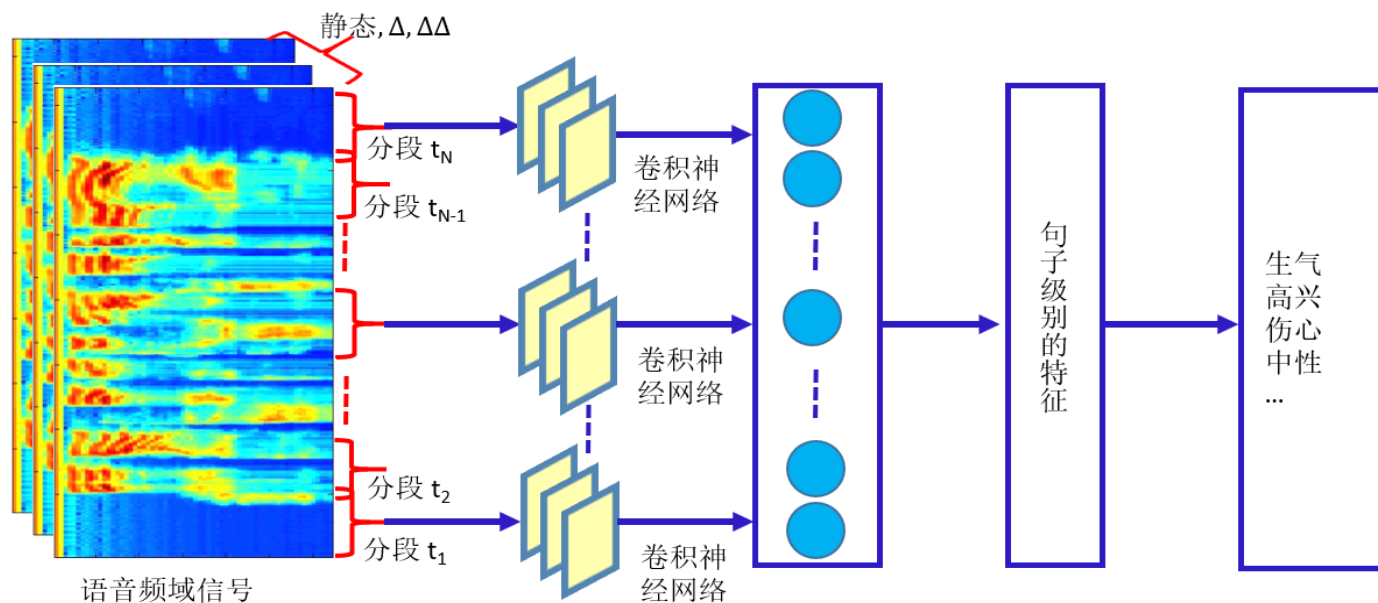 静态, Δ, ΔΔ
分段 tN
分段 tN-1
分段 t2
分段 t1
语音频域信号
卷积神
经网络
卷积神
经网络
卷积神
经网络
句子级别的特征
生气
高兴
伤心
中性
...